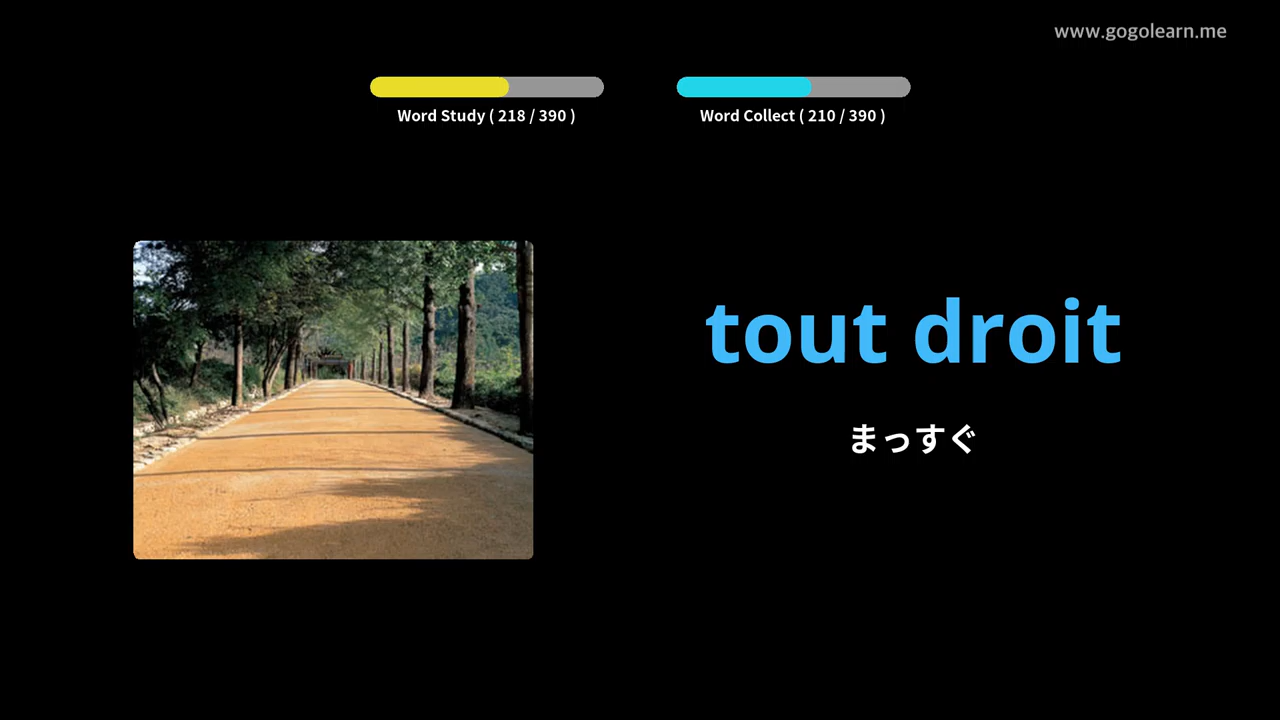 www.gogolearn.me
Word Study ( 218 / 390 )
Word Collect ( 210 / 390 )
tout droit
まっすぐ